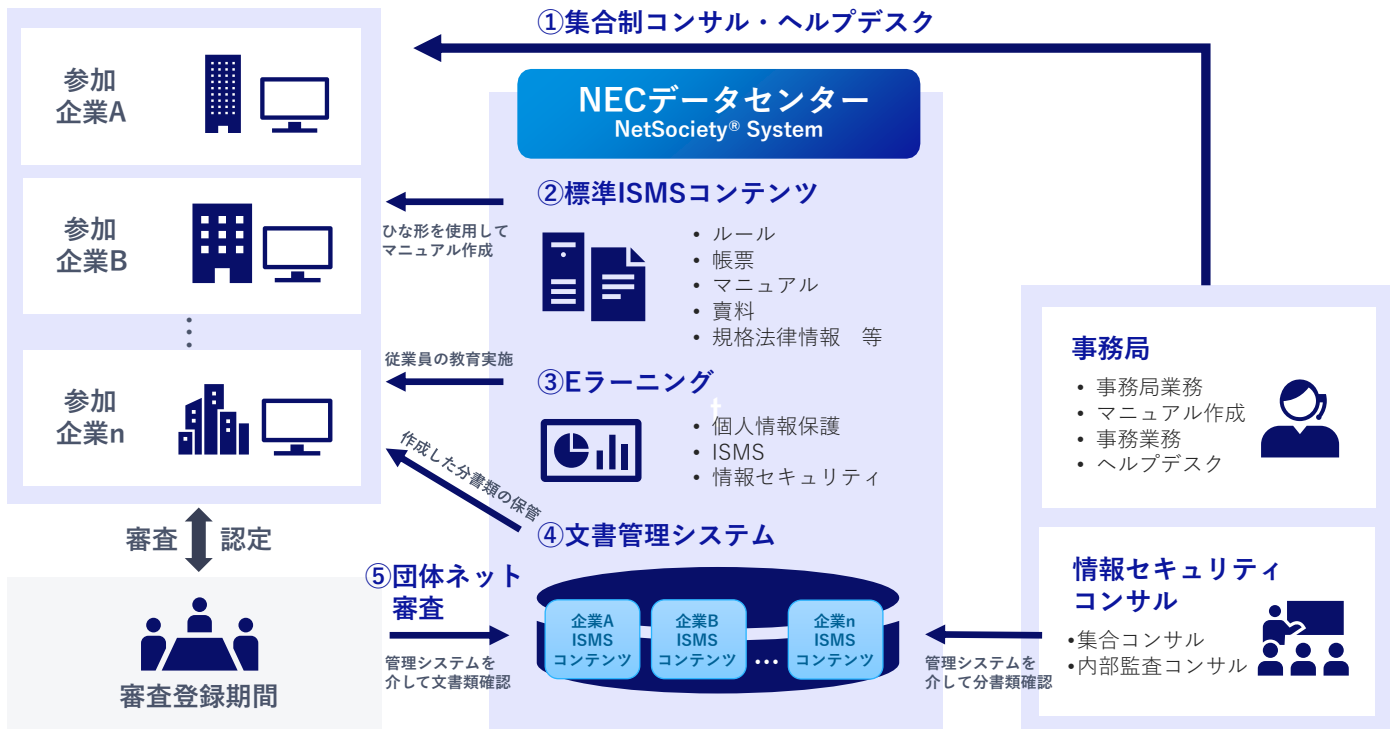 ①集合制コンサル・ヘルプデスク
参加
企業A
参加
企業B
⋮
参加
企業n
審査
認定
審査登録期間
NECデータセンター
NetSociety® System
②標準ISMSコンテンツ
• ルール
• 帳票
• マニュアル
• 賣料
• 規格法律情報 等
ひな形を使用して
マニュアル作成
従業員の教育実施
③Eラーニング
t
• 個人情報保護
• ISMS
• 情報セキュリティ
作成した分書類の保管
④文書管理システム
⑤団体ネット
審査
管理システムを
介して文書類確認
企業A
ISMS
コンテンツ
企業B
ISMS
コンテンツ
…
企業n
ISMS
コンテンツ
管理システムを
介して分書類確認
事務局
• 事務局業務
• マニュアル作成
• 事務業務
• ヘルプデスク
情報セキュリティ
コンサル
•集合コンサル
•内部監査コンサル